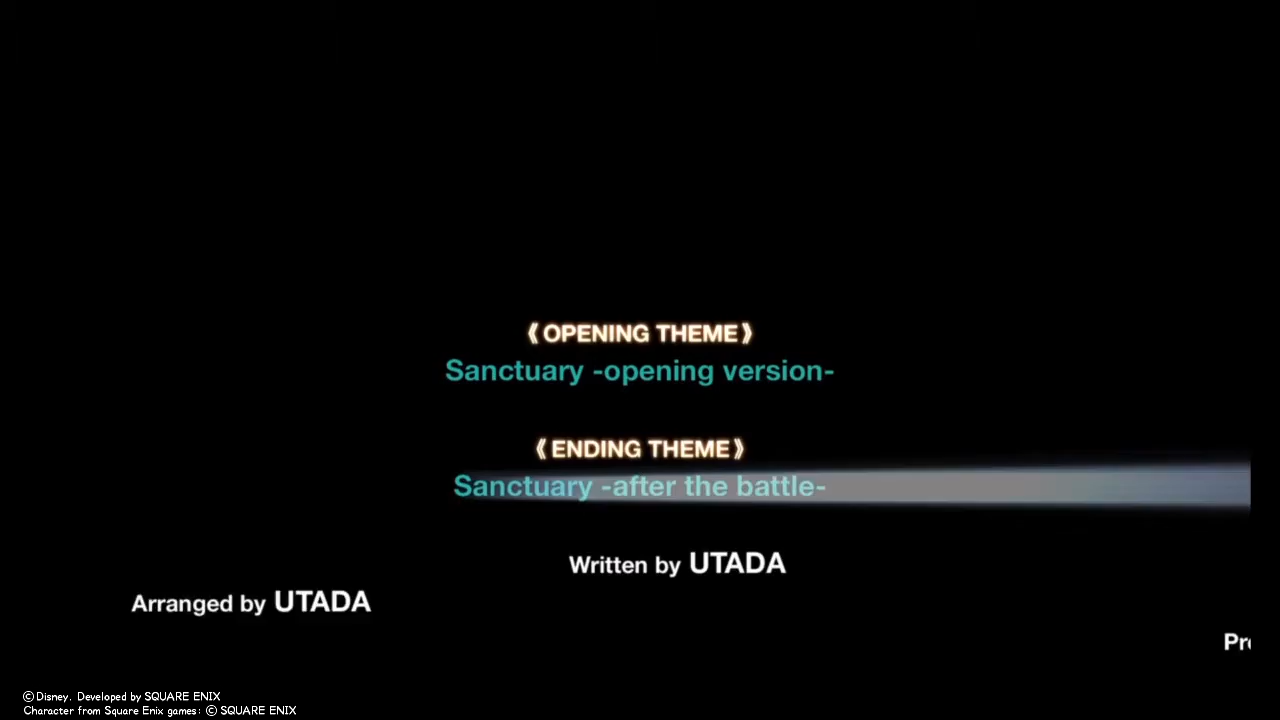 《OPENING THEME》
Sanctuary -opening version-
《ENDING THEME》
Sanctuary -after the battle-
Written by UTADA
Arranged by UTADA
©Disney. Developed by SQUARE ENIX
Character from Square Enix games: © SQUARE ENIX